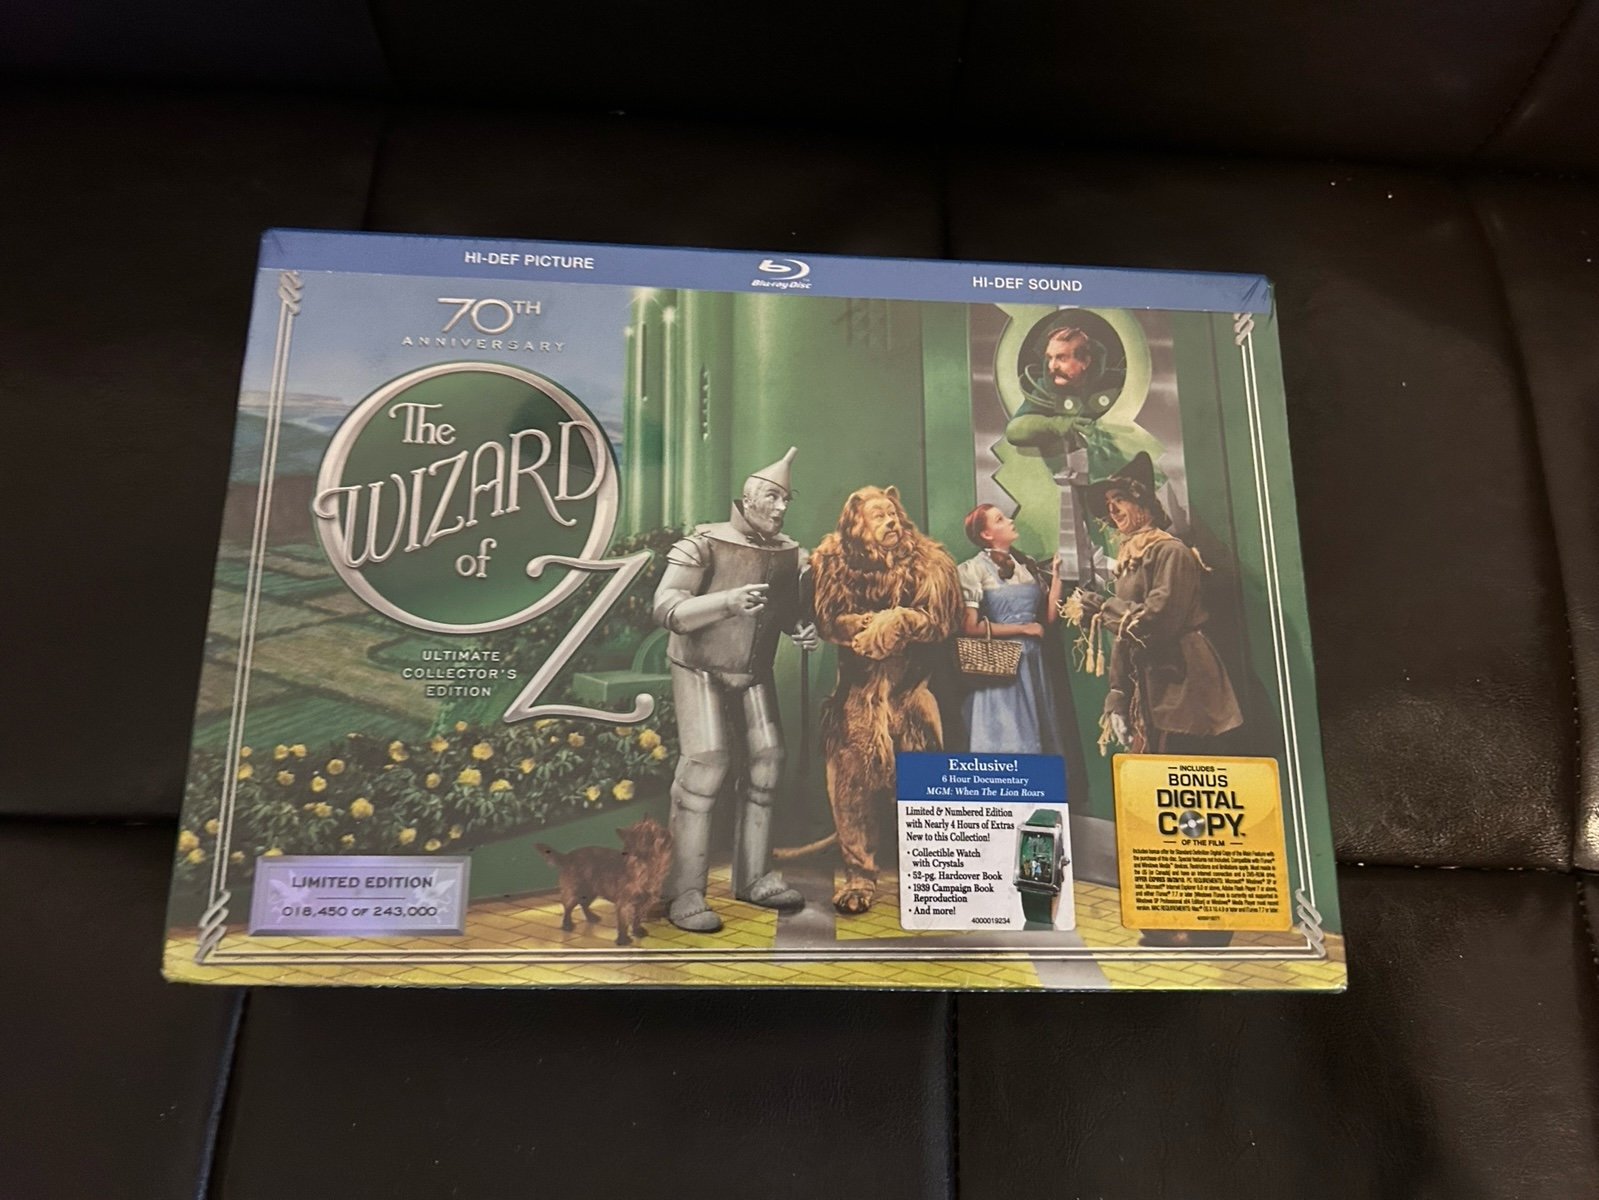 HI-DEF PICTURE
Blu-ray Disc
HI-DEF SOUND
70TH
ANNIVERSARY
The
WIZARD
of
OZ
ULTIMATE
COLLECTOR'S
EDITION
LIMITED EDITION
018,450 OF 243,000
Exclusive!
6 Hour Documentary
MGM: When The Lion Roars
Limited & Numbered Edition
with Nearly 4 Hours of Extras
New to this Collection!
• Collectible Watch
with Crystals
• 52-pg. Hardcover Book
• 1939 Campaign Book
Reproduction
• And more!
4000019234
INCLUDES
BONUS
DIGITAL
COPY
OF THE FILM